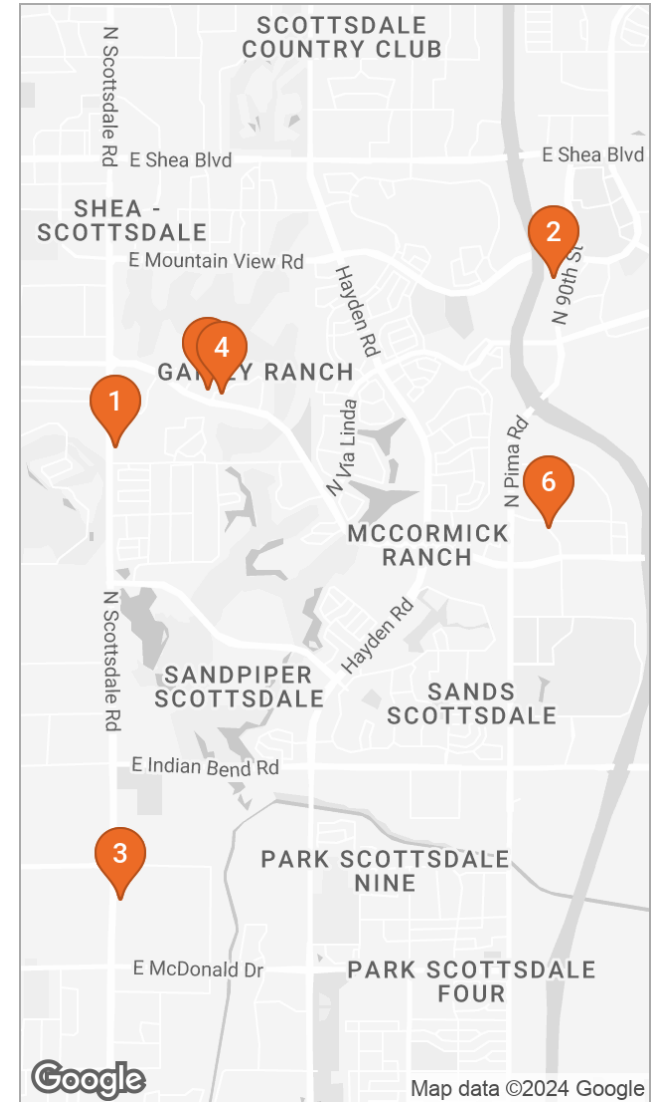 SCOTTSDALE
COUNTRY CLUB
N Scottsdale Rd
E Shea Blvd
E Shea Blvd
SHEA -
SCOTTSDALE
2
E Mountain View Rd
N 90th St
Hayden Rd
4
RANCH
1
N Via Linda
N Pima Rd
6
MCCORMICK
RANCH
N Scottsdale Rd
Hayden Rd
SANDPIPER
SCOTTSDALE
SANDS
SCOTTSDALE
E Indian Bend Rd
3
PARK SCOTTSDALE
NINE
E McDonald Dr
PARK SCOTTSDALE
FOUR
Google
Map data ©2024 Google